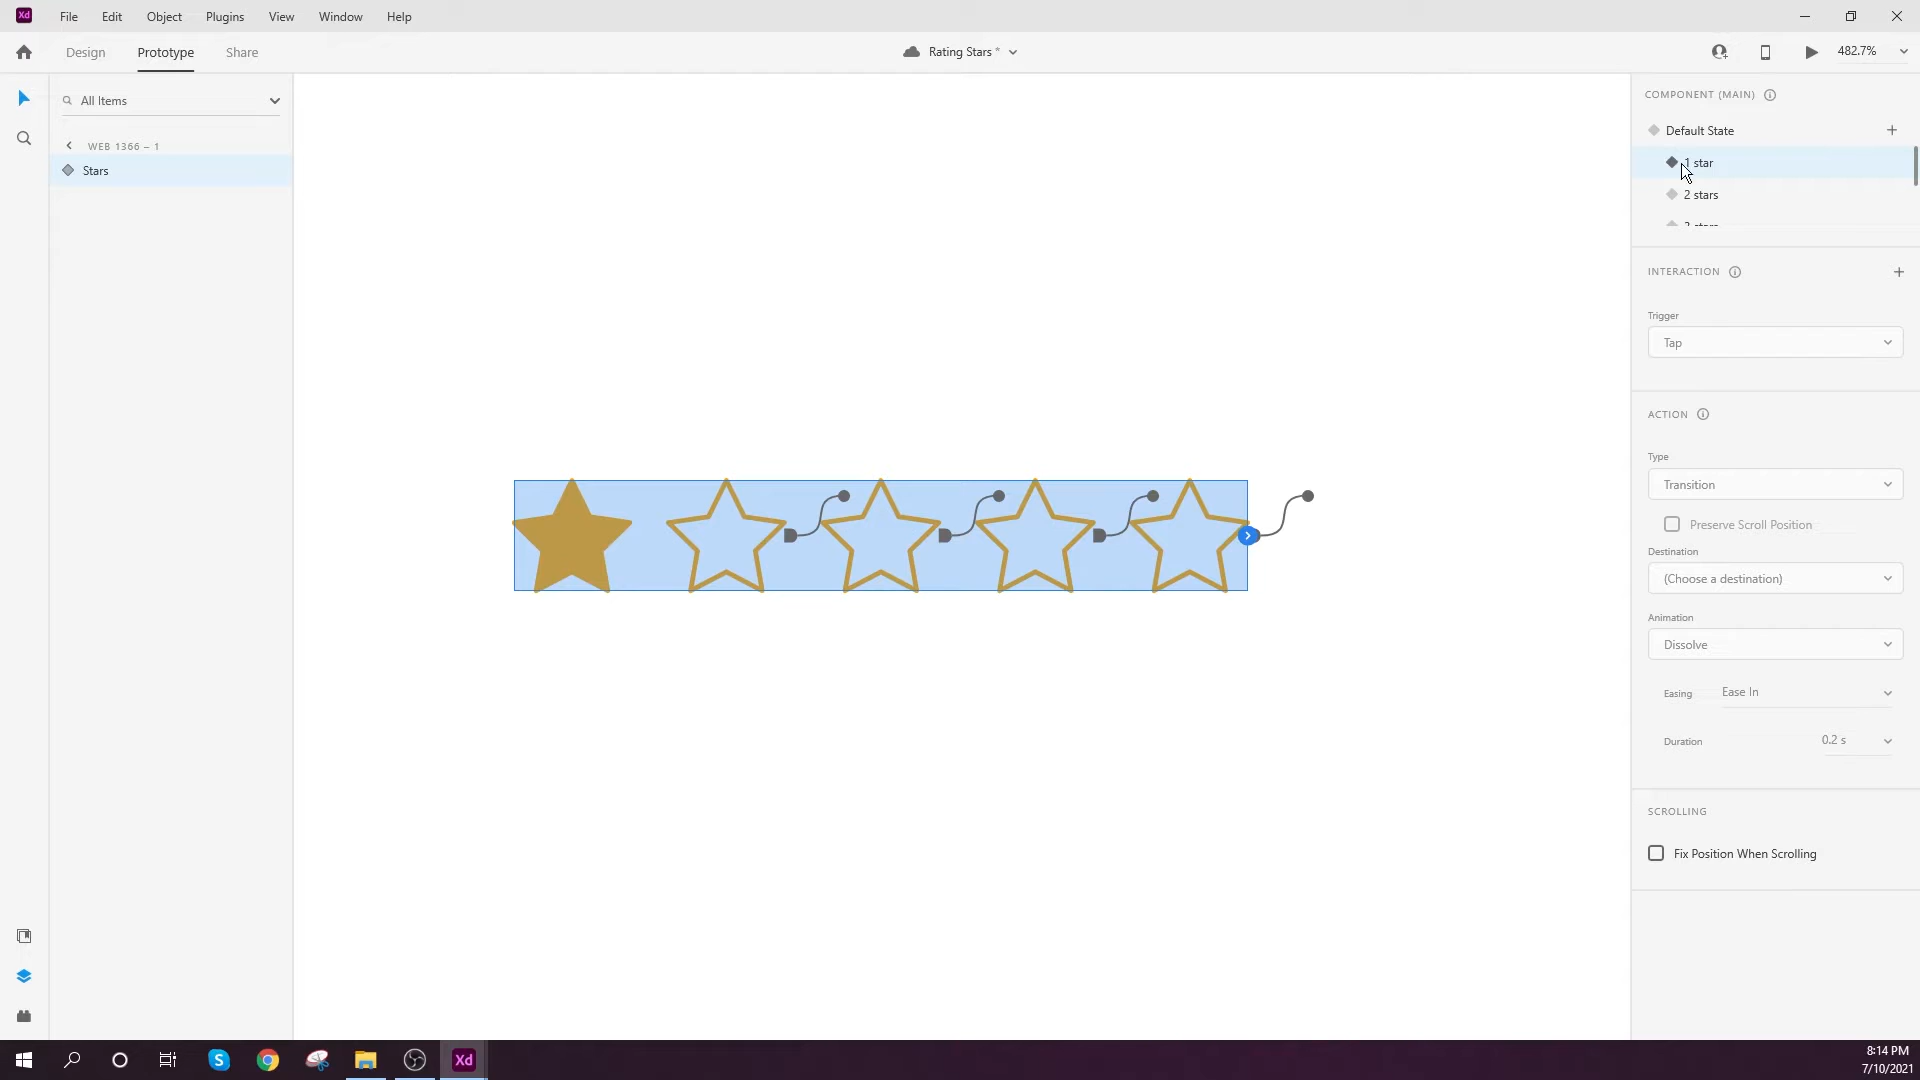 Xd File Edit Object Plugins View Window Help
Design Prototype Share Rating Stars * 482.7%
All Items
WEB 1366 – 1
Stars
COMPONENT (MAIN)
Default State
1 star
2 stars
INTERACTION
Trigger
Tap
ACTION
Type
Transition
Preserve Scroll Position
Destination
(Choose a destination)
Animation
Dissolve
Easing Ease In
Duration 0.2 s
SCROLLING
Fix Position When Scrolling
S Xd 8:14 PM
7/10/2021